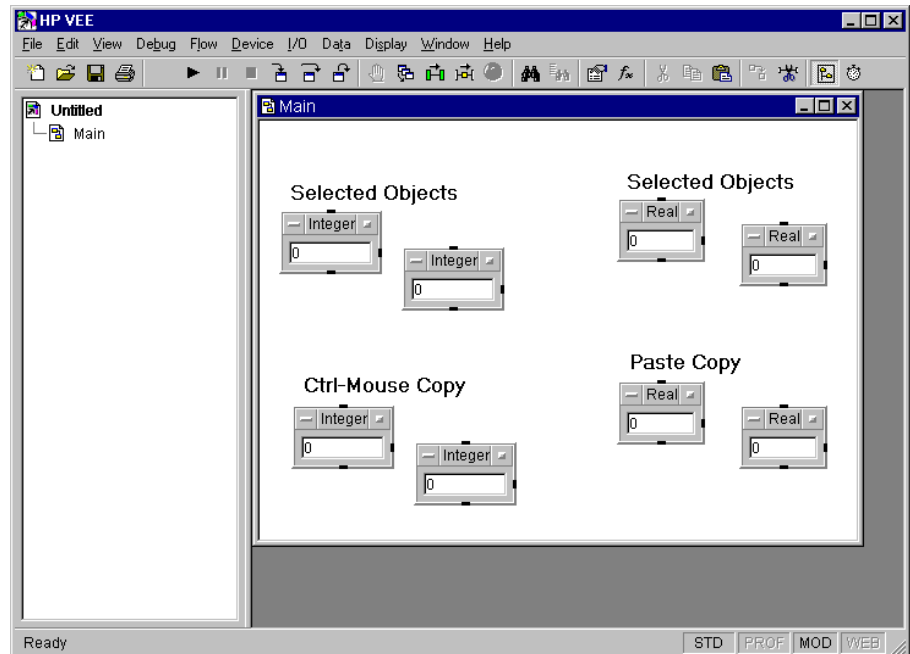 HP VEE
File Edit View Debug Flow Device I/O Data Display Window Help
Untitled
Main
Main
Selected Objects
Integer
0
Integer
0
Selected Objects
Real
0
Real
0
Ctrl-Mouse Copy
Integer
0
Integer
0
Paste Copy
Real
0
Real
0
Ready
STD PROF MOD WEB